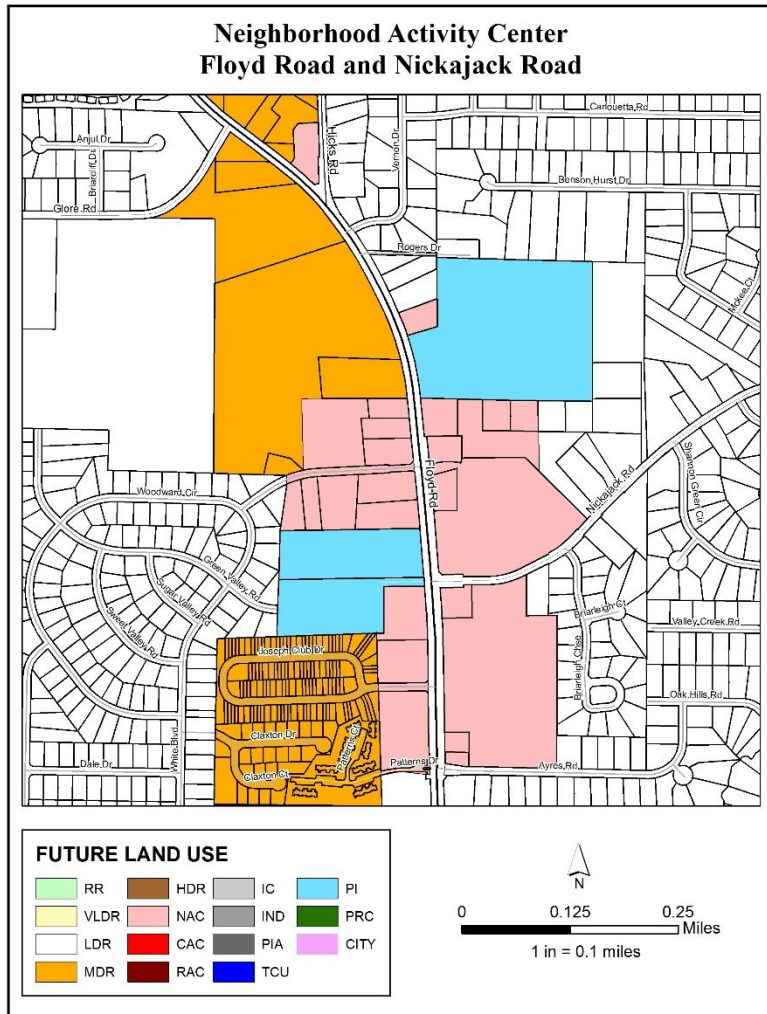 Neighborhood Activity Center
Floyd Road and Nickajack Road
Carlouetta Rd
Anjul Dr
Briarcliff Ds
Hicks Rd
Vernon Dr
Benson Hurst Dr
Glore Rd
Rogers Dr
Mckee Ct
Floyd Rd
Nickajack Rd
Shannon Green Cir
Woodward Cir
Green Valley Rd
Sugar Valley Rd
Sweet Valley Rd
Briarleigh Ct
Valley Creek Rd
Joseph Club Dr
Briarleigh Chse
Oak Hills Rd
Claxton Dr
Patterns Ct
White Blvd
Dale Dr
Claxton Ct
Patterns Dr
Ayres Rd
FUTURE LAND USE
RR HDR IC PI
VLDR NAC IND PRC
LDR CAC PIA CITY
MDR RAC TCU
N
0 0.125 0.25
Miles
1 in = 0.1 miles